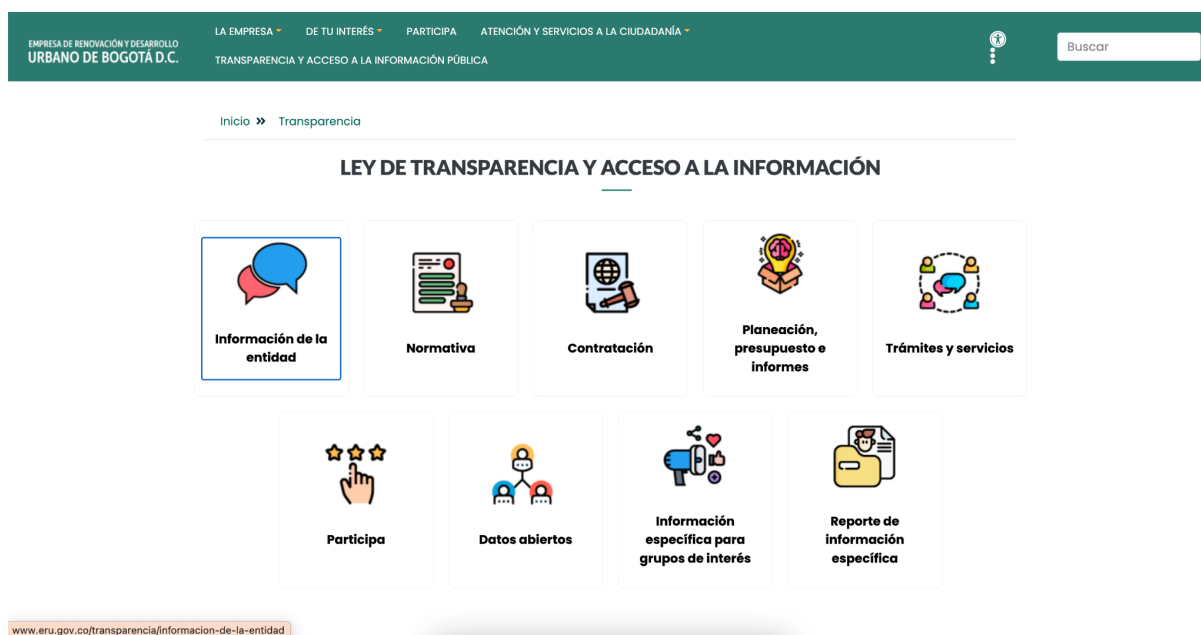 EMPRESA DE RENOVACIÓN Y DESARROLLO
URBANO DE BOGOTÁ D.C.
LA EMPRESA
DE TU INTERÉS
PARTICIPA
ATENCIÓN Y SERVICIOS A LA CIUDADANÍA
TRANSPARENCIA Y ACCESO A LA INFORMACIÓN PÚBLICA
Buscar
Inicio » Transparencia
LEY DE TRANSPARENCIA Y ACCESO A LA INFORMACIÓN
Información de la
entidad
Normativa
Contratación
Planeación,
presupuesto e
informes
Trámites y servicios
Participa
Datos abiertos
Información
específica para
grupos de interés
Reporte de
información
específica
www.eru.gov.co/transparencia/informacion-de-la-entidad